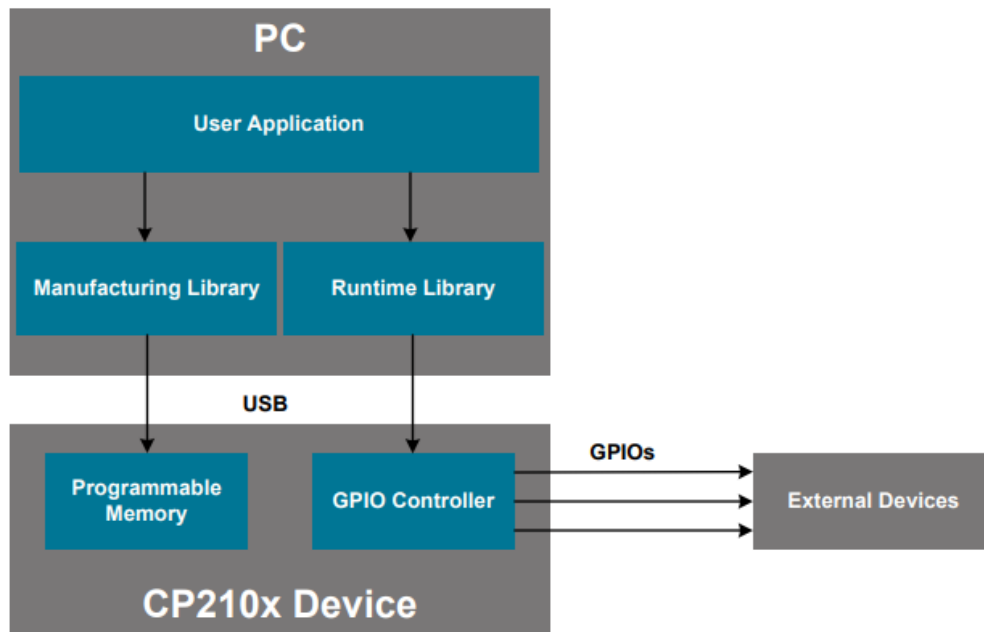 PC
User Application
Manufacturing Library
Runtime Library
USB
GPIOs
Programmable
Memory
GPIO Controller
External Devices
CP210x Device